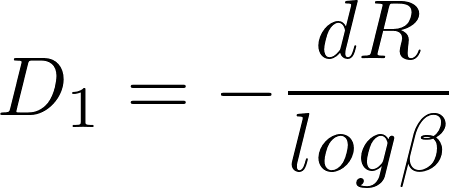 D_1 = -\frac{dR}{log\beta}